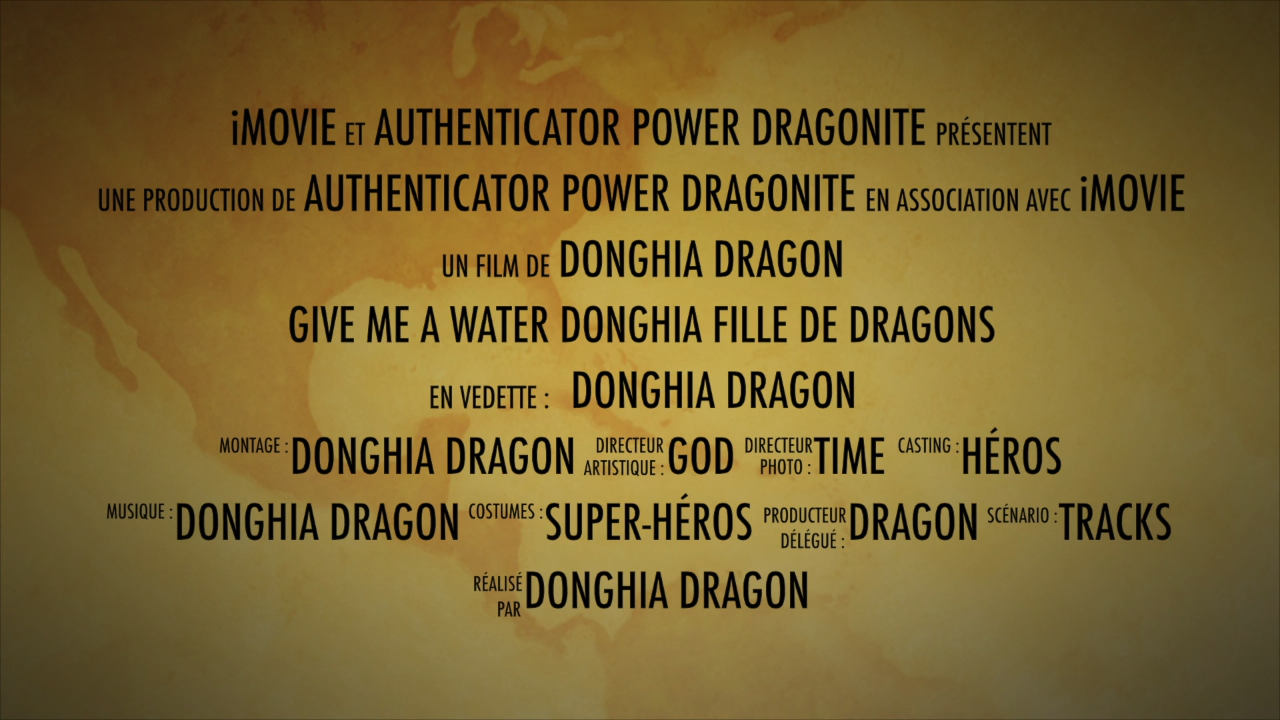 iMOVIE ET AUTHENTICATOR POWER DRAGONITE PRÉSENTENT
UNE PRODUCTION DE AUTHENTICATOR POWER DRAGONITE EN ASSOCIATION AVEC iMOVIE
UN FILM DE DONGHIA DRAGON
GIVE ME A WATER DONGHIA FILLE DE DRAGONS
EN VEDETTE : DONGHIA DRAGON
MONTAGE : DONGHIA DRAGON DIRECTEUR ARTISTIQUE : GOD DIRECTEUR PHOTO : TIME CASTING : HÉROS
MUSIQUE : DONGHIA DRAGON COSTUMES : SUPER-HÉROS PRODUCTEUR DÉLÉGUÉ : DRAGON SCÉNARIO : TRACKS
RÉALISÉ PAR DONGHIA DRAGON